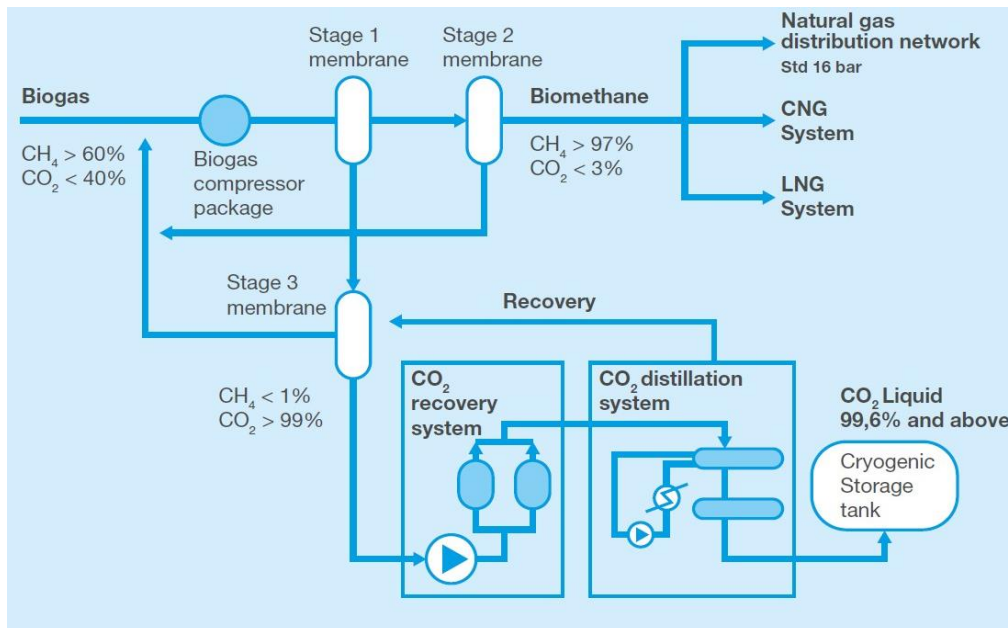 Stage 1
membrane
Stage 2
membrane
Natural gas
distribution network
Std 16 bar
Biogas
Biomethane
CH₄ > 60%
CO₂ < 40%
Biogas
compressor
package
CH₄ > 97%
CO₂ < 3%
CNG
System
LNG
System
Stage 3
membrane
Recovery
CH₄ < 1%
CO₂ > 99%
CO₂
recovery
system
CO₂ distillation
system
CO₂ Liquid
99,6% and above
Cryogenic
Storage
tank